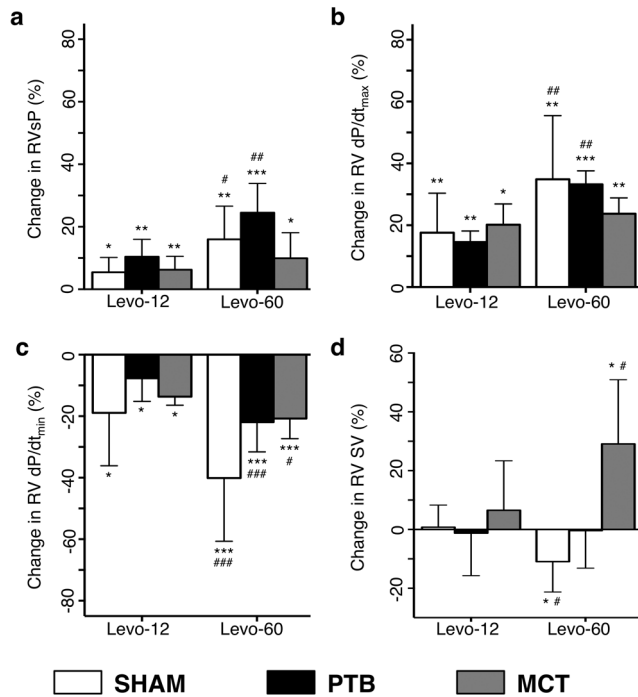 a
Change in RVsP (%)
80
60
40
20
0
*
**
**
#
**
##
***
*
Levo-12
Levo-60
b
Change in RV dP/dtmax (%)
80
60
40
20
0
**
**
*
##
**
##
***
**
Levo-12
Levo-60
c
Change in RV dP/dtmin (%)
0
-20
-40
-60
-80
*
*
*
***
###
***
###
***
#
Levo-12
Levo-60
d
Change in RV SV (%)
60
40
20
0
-20
* #
* #
Levo-12
Levo-60
SHAM
PTB
MCT